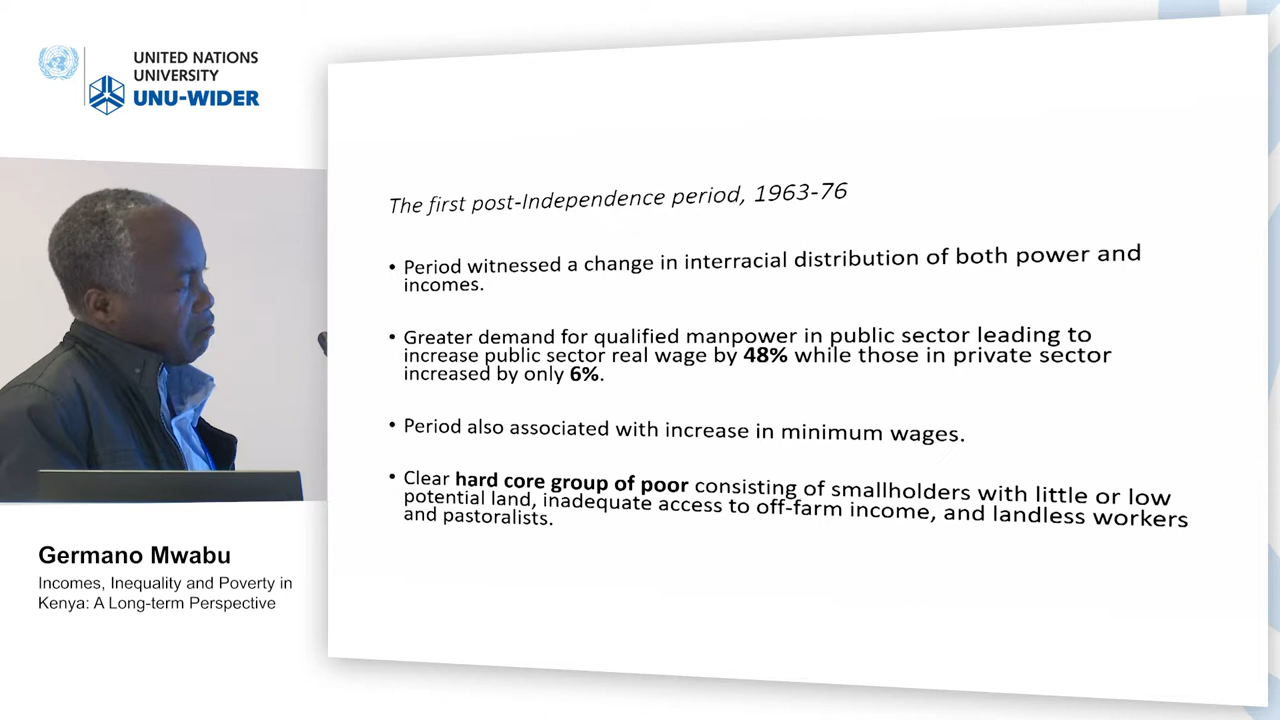 UNITED NATIONS
UNIVERSITY
UNU-WIDER
The first post-Independence period, 1963-76
• Period witnessed a change in interracial distribution of both power and
incomes.
• Greater demand for qualified manpower in public sector leading to
increase public sector real wage by 48% while those in private sector
increased by only 6%.
• Period also associated with increase in minimum wages.
• Clear hard core group of poor consisting of smallholders with little or low
potential land, inadequate access to off-farm income, and landless workers
and pastoralists.
Germano Mwabu
Incomes, Inequality and Poverty in
Kenya: A Long-term Perspective